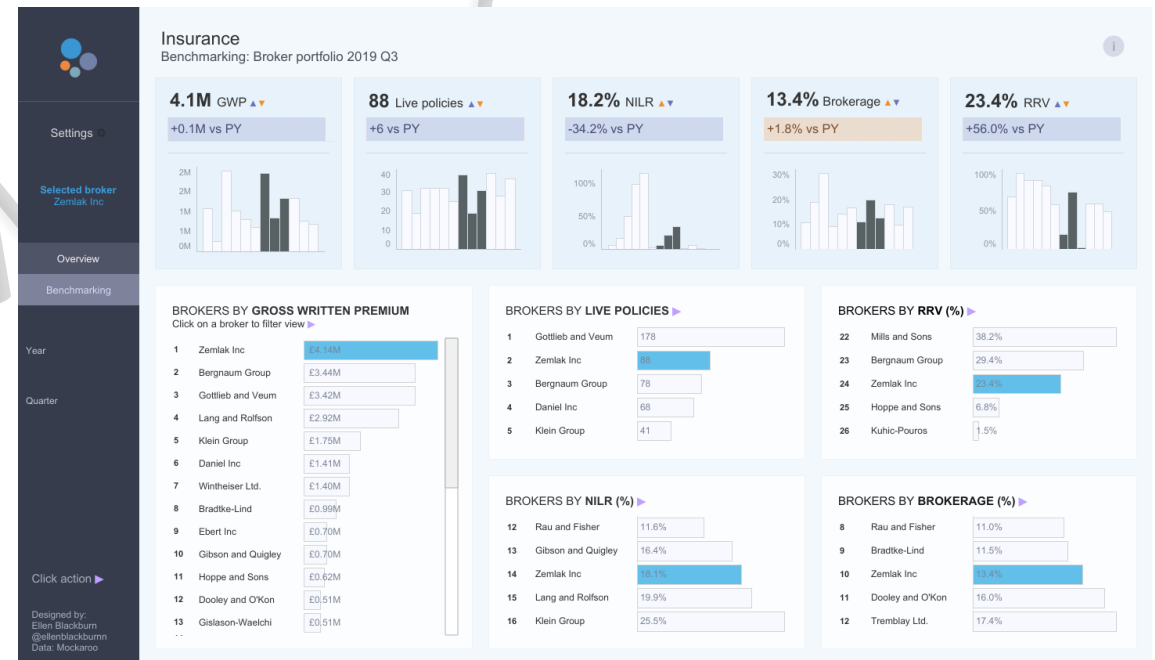 Insurance
Benchmarking: Broker portfolio 2019 Q3
i
Settings
Selected broker
Zemlak Inc
Overview
Benchmarking
Year
Quarter
Click action ▶
Designed by:
Ellen Blackburn
@ellenblackburnn
Data: Mockaroo
4.1M GWP ▲▼
+0.1M vs PY
2M
2M
1M
1M
0M
88 Live policies ▲▼
+6 vs PY
40
30
20
10
0
18.2% NILR ▲▼
-34.2% vs PY
100%
50%
0%
13.4% Brokerage ▲▼
+1.8% vs PY
30%
20%
10%
0%
23.4% RRV ▲▼
+56.0% vs PY
100%
50%
0%
BROKERS BY GROSS WRITTEN PREMIUM
Click on a broker to filter view ▶
1 Zemlak Inc £4.14M
2 Bergnaum Group £3.44M
3 Gottlieb and Veum £3.42M
4 Lang and Rolfson £2.92M
5 Klein Group £1.75M
6 Daniel Inc £1.41M
7 Wintheiser Ltd. £1.40M
8 Bradtke-Lind £0.99M
9 Ebert Inc £0.70M
10 Gibson and Quigley £0.70M
11 Hoppe and Sons £0.62M
12 Dooley and O'Kon £0.51M
13 Gislason-Waelchi £0.51M
BROKERS BY LIVE POLICIES ▶
1 Gottlieb and Veum 178
2 Zemlak Inc 88
3 Bergnaum Group 78
4 Daniel Inc 68
5 Klein Group 41
BROKERS BY RRV (%) ▶
22 Mills and Sons 38.2%
23 Bergnaum Group 29.4%
24 Zemlak Inc 23.4%
25 Hoppe and Sons 6.8%
26 Kuhic-Pouros 1.5%
BROKERS BY NILR (%) ▶
12 Rau and Fisher 11.6%
13 Gibson and Quigley 16.4%
14 Zemlak Inc 18.1%
15 Lang and Rolfson 19.9%
16 Klein Group 25.5%
BROKERS BY BROKERAGE (%) ▶
8 Rau and Fisher 11.0%
9 Bradtke-Lind 11.5%
10 Zemlak Inc 13.4%
11 Dooley and O'Kon 16.0%
12 Tremblay Ltd. 17.4%